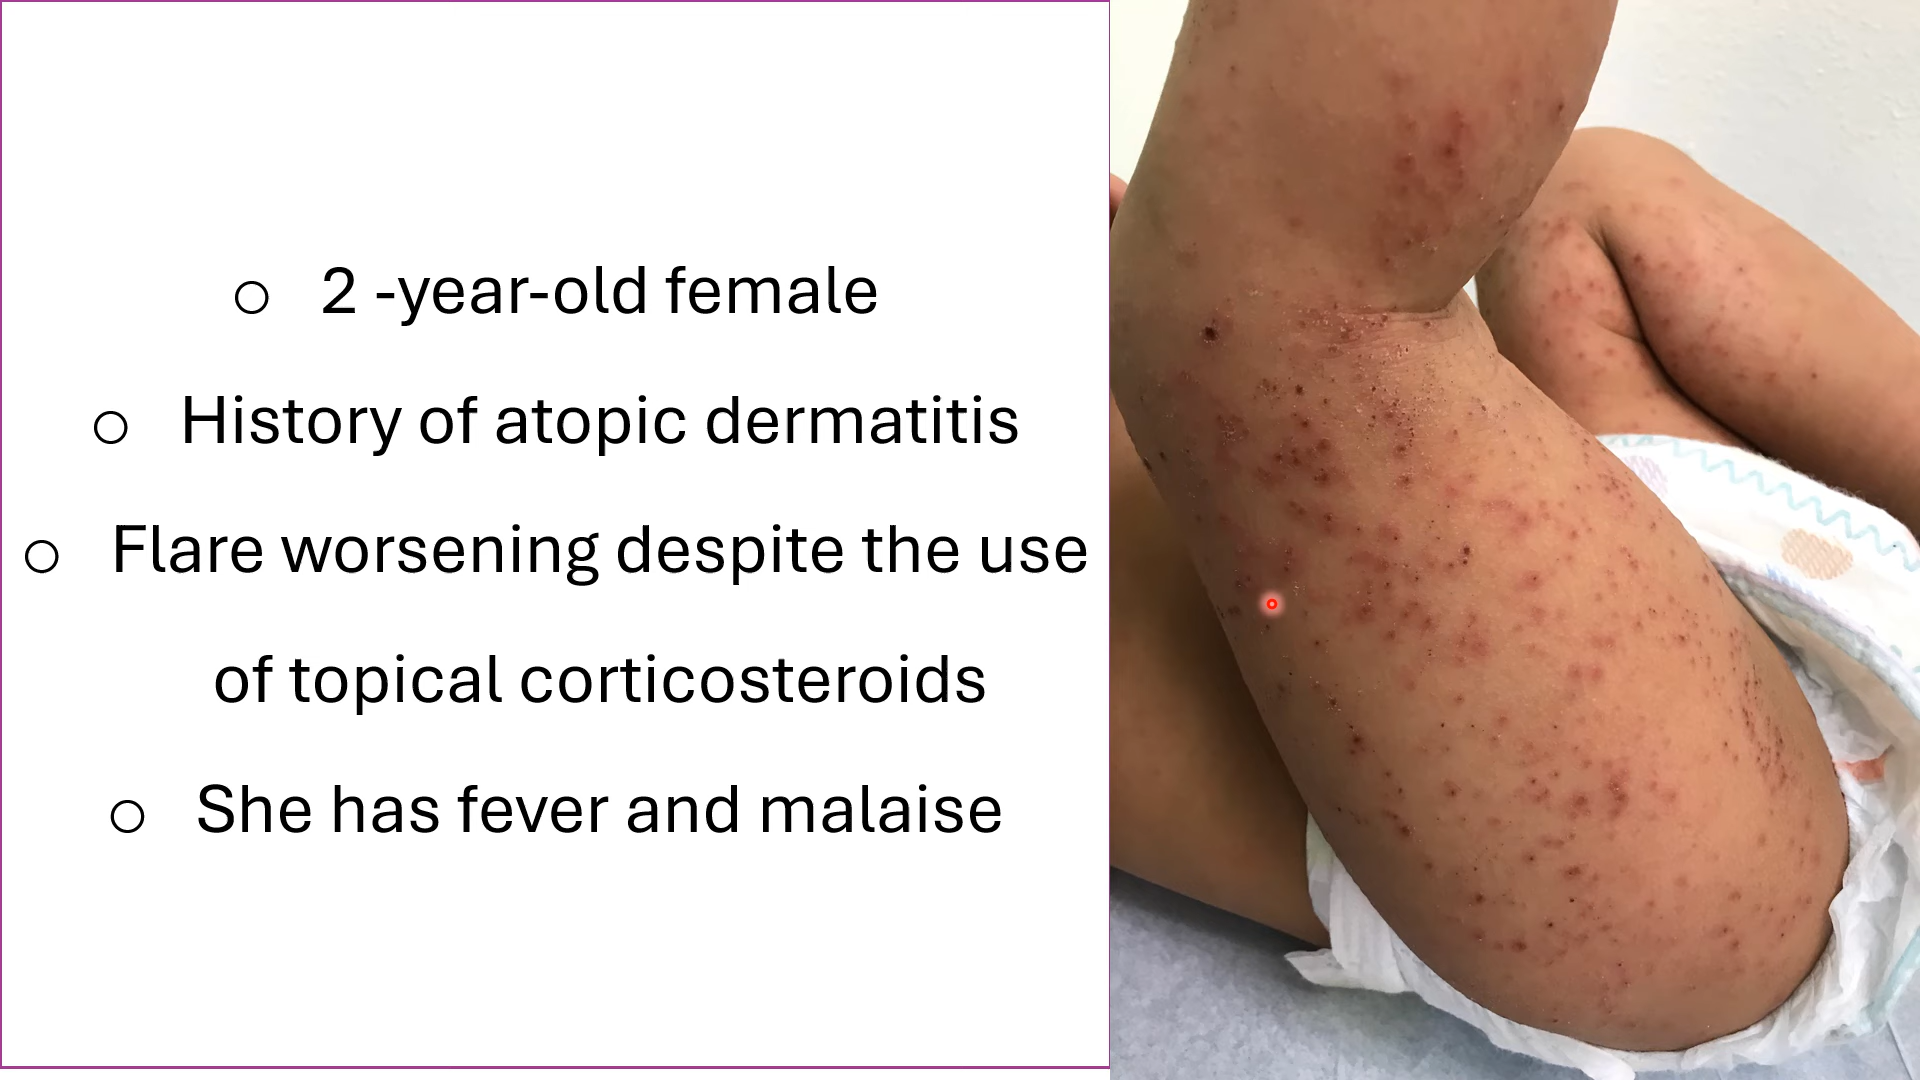 ○ 2 -year-old female
○ History of atopic dermatitis
○ Flare worsening despite the use
of topical corticosteroids
○ She has fever and malaise